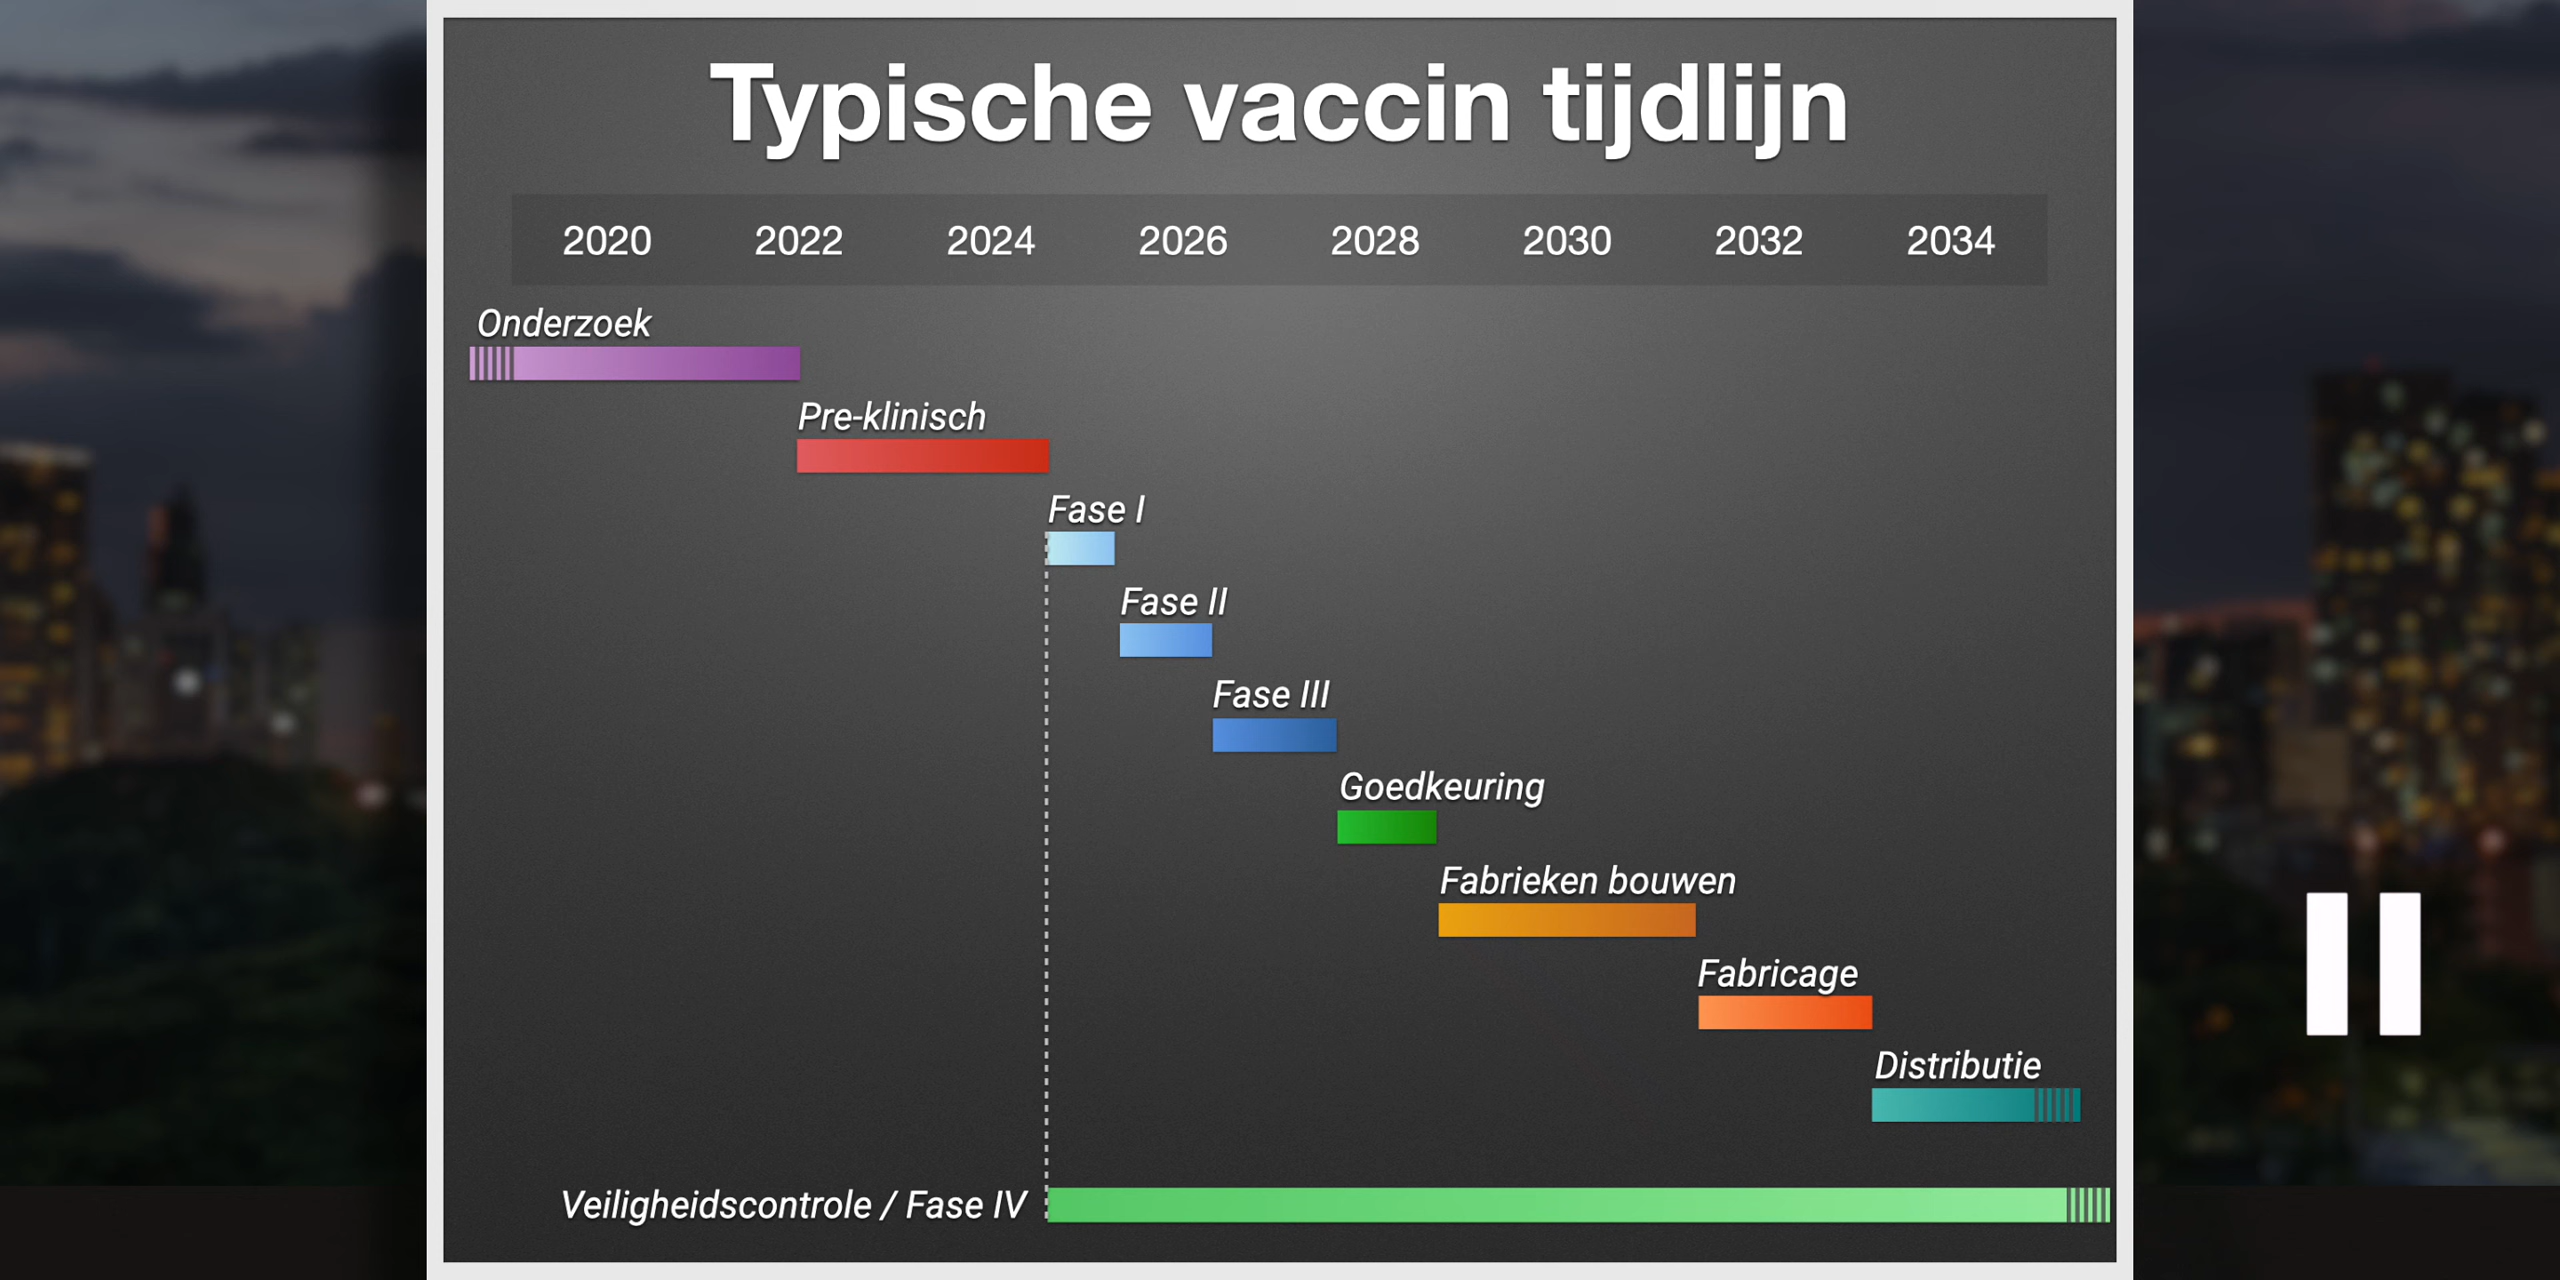 Typische vaccin tijdlijn
2020 2022 2024 2026 2028 2030 2032 2034
Onderzoek
Pre-klinisch
Fase I
Fase II
Fase III
Goedkeuring
Fabrieken bouwen
Fabricage
Distributie
Veiligheidscontrole / Fase IV